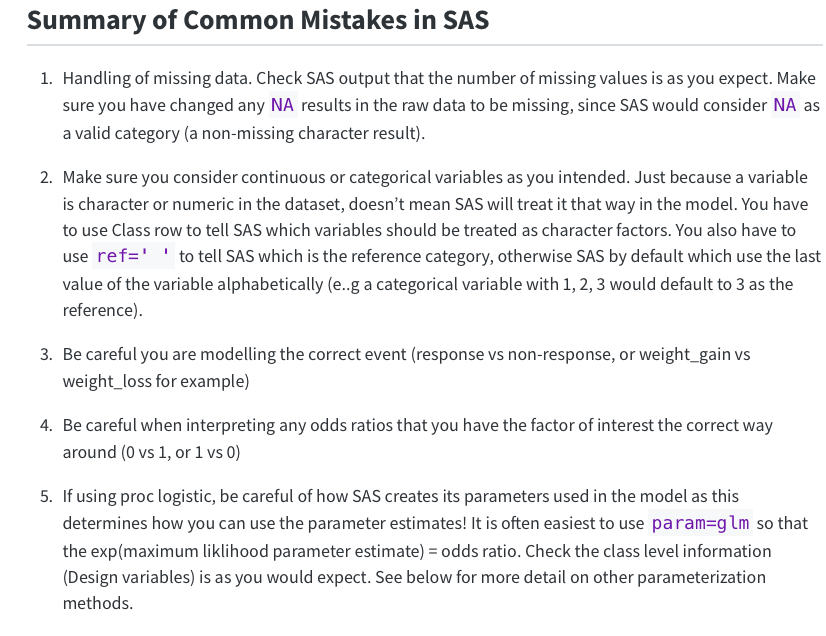 Summary of Common Mistakes in SAS
1. Handling of missing data. Check SAS output that the number of missing values is as you expect. Make
sure you have changed any NA results in the raw data to be missing, since SAS would consider NA as
a valid category (a non-missing character result).
2. Make sure you consider continuous or categorical variables as you intended. Just because a variable
is character or numeric in the dataset, doesn’t mean SAS will treat it that way in the model. You have
to use Class row to tell SAS which variables should be treated as character factors. You also have to
use ref=' ' to tell SAS which is the reference category, otherwise SAS by default which use the last
value of the variable alphabetically (e..g a categorical variable with 1, 2, 3 would default to 3 as the
reference).
3. Be careful you are modelling the correct event (response vs non-response, or weight_gain vs
weight_loss for example)
4. Be careful when interpreting any odds ratios that you have the factor of interest the correct way
around (0 vs 1, or 1 vs 0)
5. If using proc logistic, be careful of how SAS creates its parameters used in the model as this
determines how you can use the parameter estimates! It is often easiest to use param=glm so that
the exp(maximum liklihood parameter estimate) = odds ratio. Check the class level information
(Design variables) is as you would expect. See below for more detail on other parameterization
methods.